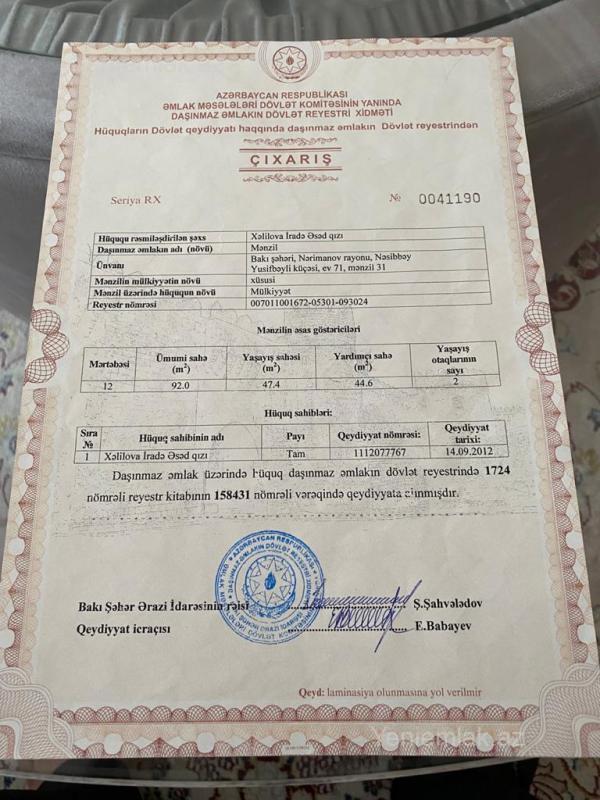 AZƏRBAYCAN RESPUBLİKASI
ƏMLAK MƏSƏLƏLƏRİ DÖVLƏT KOMİTƏSİNİN YANINDA
DAŞINMAZ ƏMLAKIN DÖVLƏT REYESTRİ XİDMƏTİ
Hüquqların Dövlət qeydiyyatı haqqında daşınmaz əmlakın Dövlət reyestrindən
ÇIXARIŞ
Seriya RX № 0041190
Hüququ rəsmiləşdirilən şəxs Xəlilova İradə Əsəd qızı
Daşınmaz əmlakın adı (növü) Mənzil
Ünvanı Bakı şəhəri, Nərimanov rayonu, Nəsibbəy
Yusifbəyli küçəsi, ev 71, mənzil 31
Mənzilin mülkiyyətin növü xüsusi
Mənzil üzərində hüququn növü Mülkiyyət
Reyestr nömrəsi 007011001672-05301-093024
Mənzilin əsas göstəriciləri
Mərtəbəsi Ümumi sahə (m²) Yaşayış sahəsi (m²) Yardımçı sahə (m²) Yaşayış otaqlarının sayı
12 92.0 47.4 44.6 2
Hüquq sahibləri:
Sıra № Hüquq sahibinin adı Payı Qeydiyyat nömrəsi: Qeydiyyat tarixi:
1 Xəlilova İradə Əsəd qızı Tam 1112077767 14.09.2012
Daşınmaz əmlak üzərində hüquq daşınmaz əmlakın dövlət reyestrində 1724
nömrəli reyestr kitabının 158431 nömrəli vərəqində qeydiyyata alınmışdır.
AZƏRBAYCAN RESPUBLİKASI
Bakı Şəhər Ərazi İdarəsinin rəisi Ş.Şahvələdov
Qeydiyyat icraçısı E.Babayev
Qeyd: laminasiya olunmasına yol verilmir
Yeniemlak.az